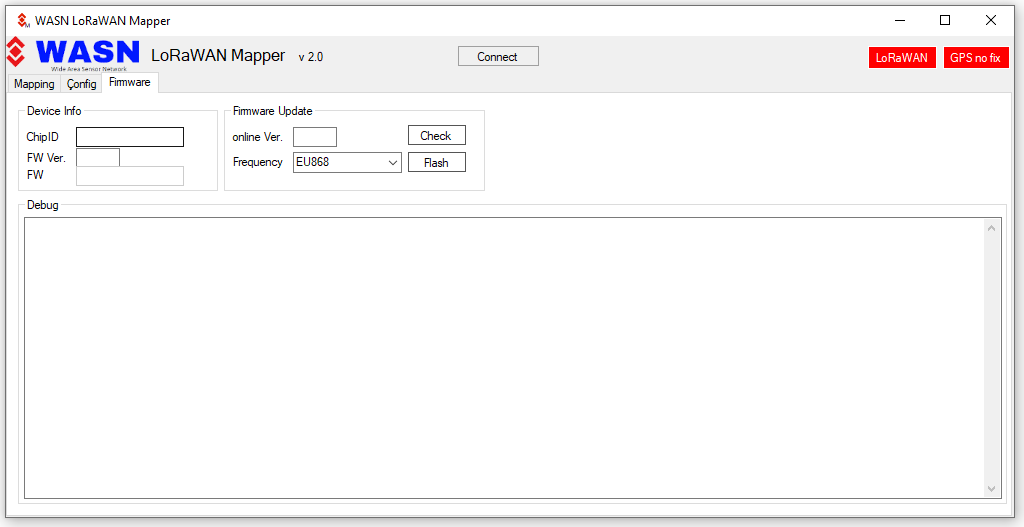 WASN LoRaWAN Mapper
WASN LoRaWAN Mapper v 2.0 Connect LoRaWAN GPS no fix
Wide Area Sensor Network
Mapping Config Firmware
Device Info Firmware Update
ChipID online Ver. Check
FW Ver. Frequency EU868 Flash
FW
Debug